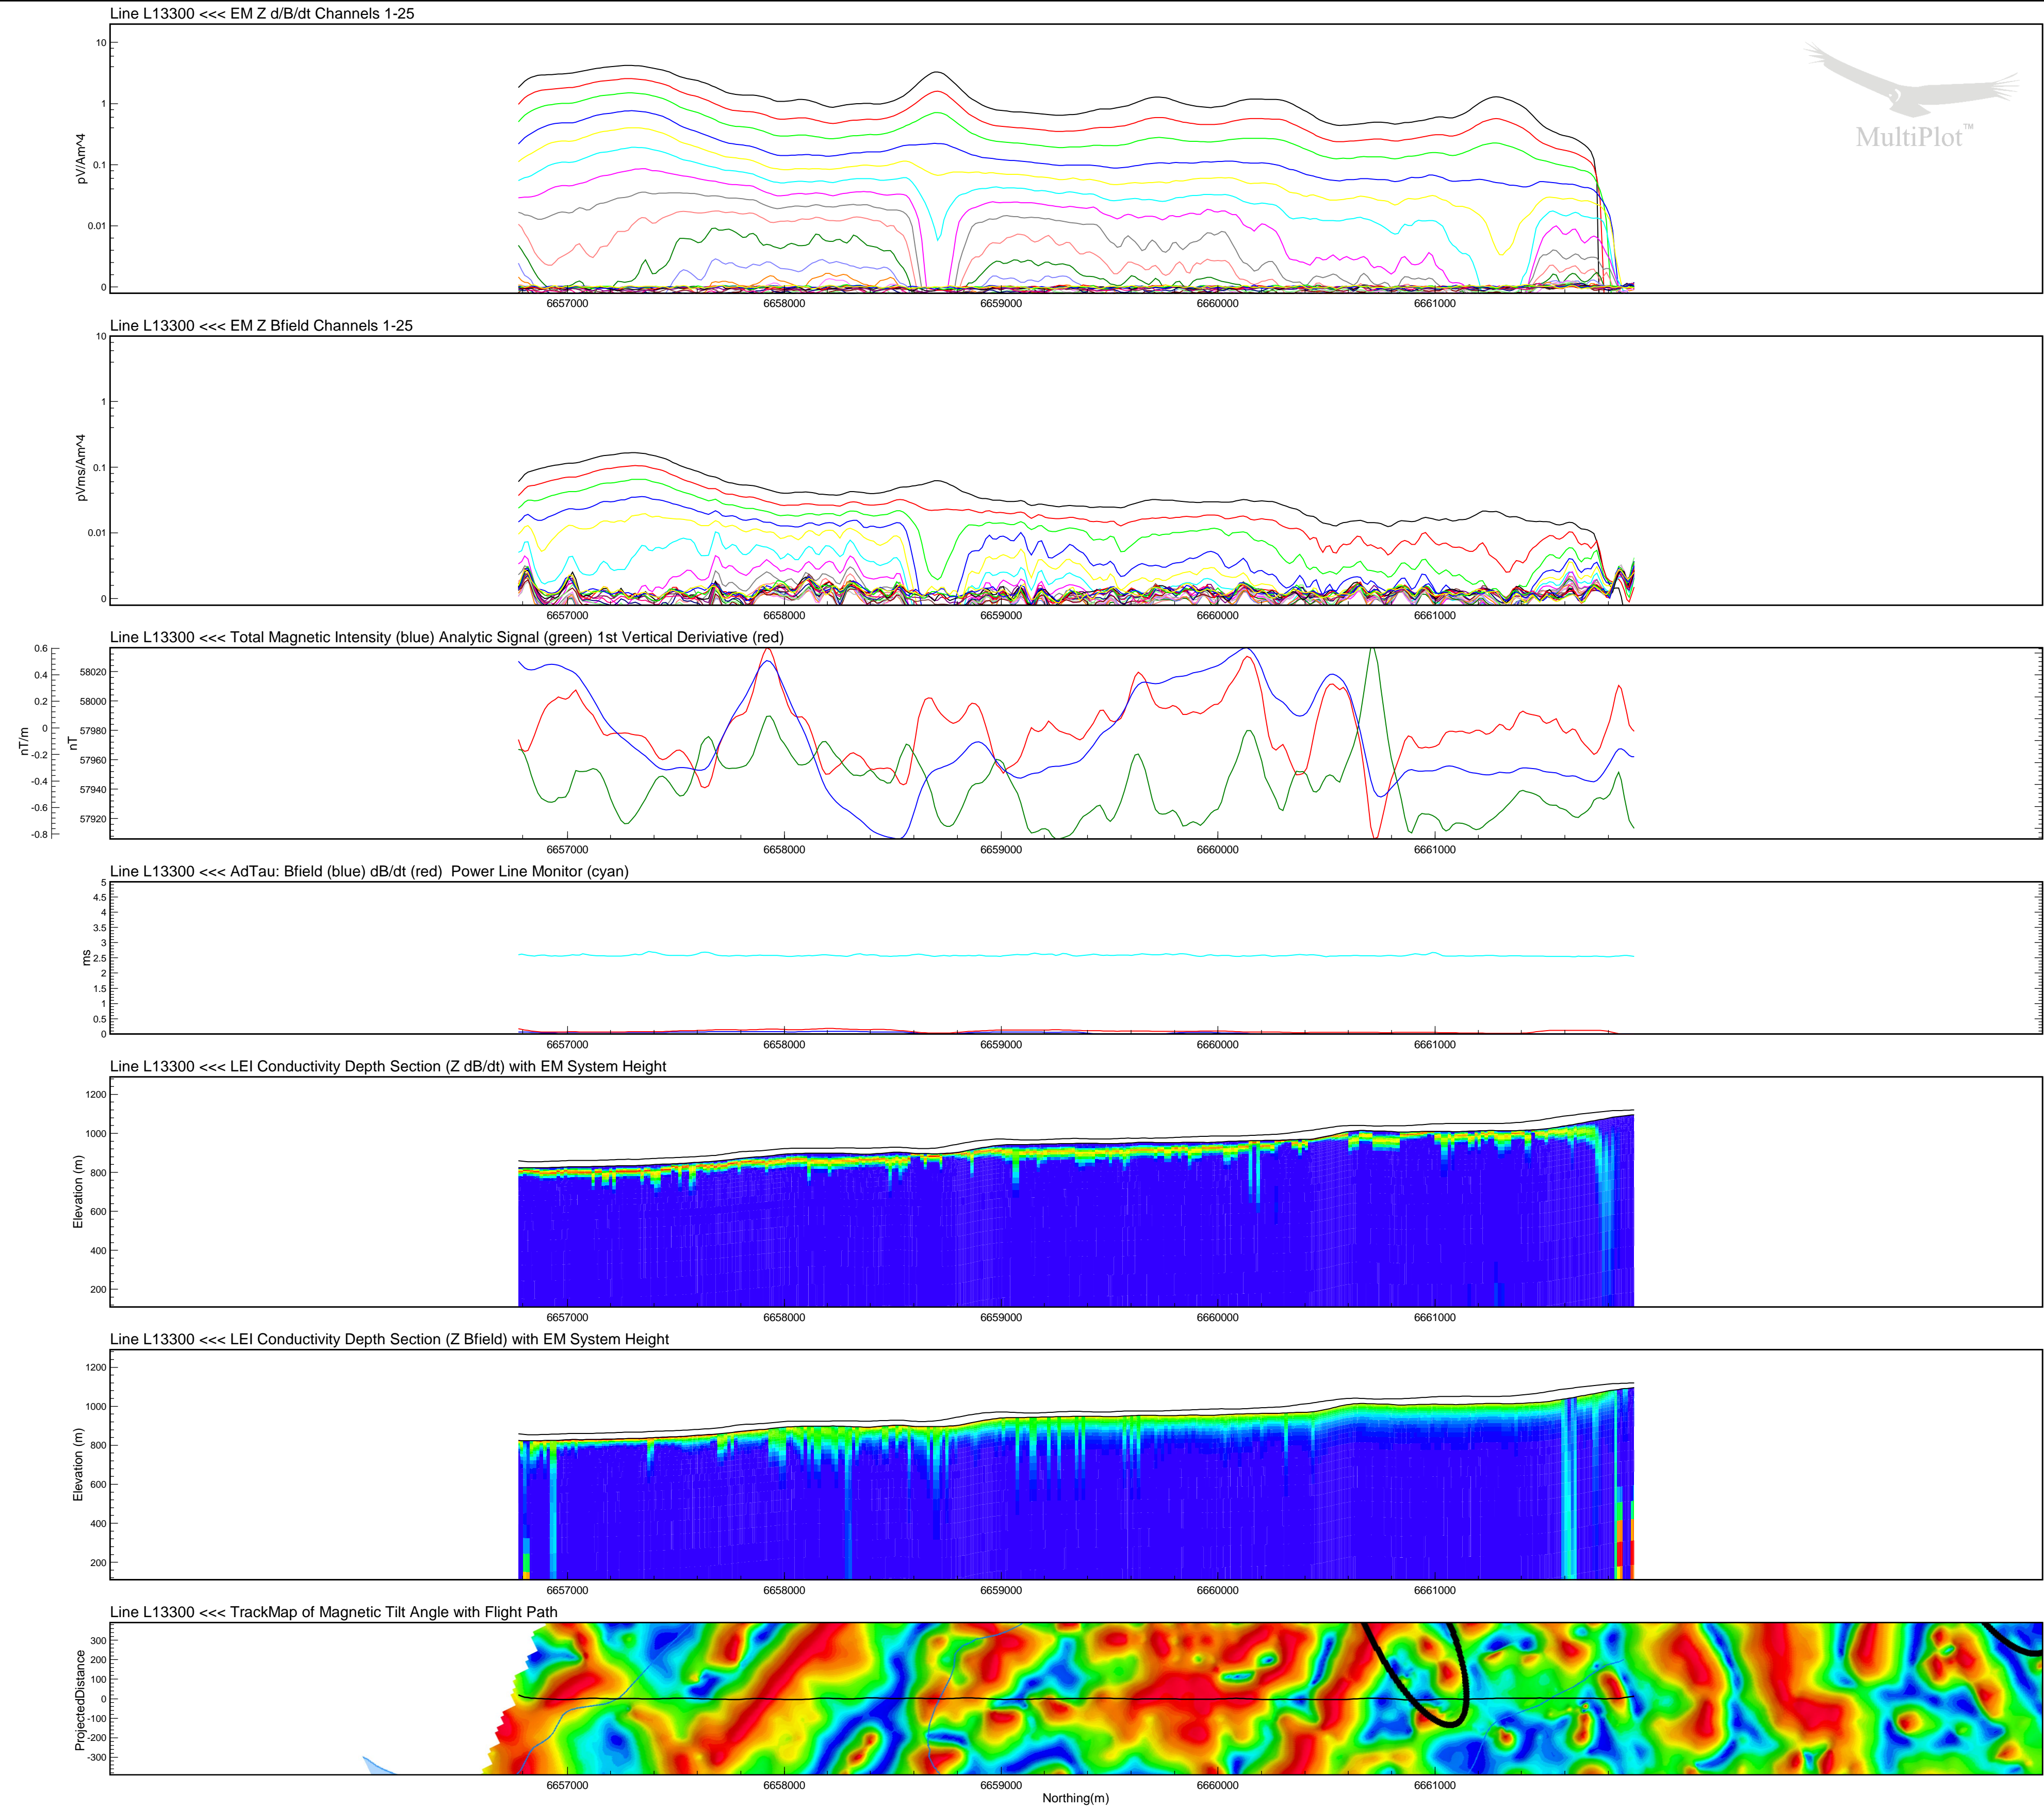 Line L13300 <<< EM Z d/B/dt Channels 1-25
10
1
0.1
0.01
0
pV/Am^4
MultiPlot™
6657000 6658000 6659000 6660000 6661000
Line L13300 <<< EM Z Bfield Channels 1-25
10
1
0.1
0.01
0
pVms/Am^4
6657000 6658000 6659000 6660000 6661000
Line L13300 <<< Total Magnetic Intensity (blue) Analytic Signal (green) 1st Vertical Deriviative (red)
0.6
0.4
0.2
0
-0.2
-0.4
-0.6
-0.8
nT/m
58020
58000
57980
57960
57940
57920
nT
6657000 6658000 6659000 6660000 6661000
Line L13300 <<< AdTau: Bfield (blue) dB/dt (red) Power Line Monitor (cyan)
5
4.5
4
3.5
3
2.5
2
1.5
1
0.5
0
ms
6657000 6658000 6659000 6660000 6661000
Line L13300 <<< LEI Conductivity Depth Section (Z dB/dt) with EM System Height
1200
1000
800
600
400
200
Elevation (m)
6657000 6658000 6659000 6660000 6661000
Line L13300 <<< LEI Conductivity Depth Section (Z Bfield) with EM System Height
1200
1000
800
600
400
200
Elevation (m)
6657000 6658000 6659000 6660000 6661000
Line L13300 <<< TrackMap of Magnetic Tilt Angle with Flight Path
300
200
100
0
-100
-200
-300
ProjectedDistance
6657000 6658000 6659000 6660000 6661000
Northing(m)